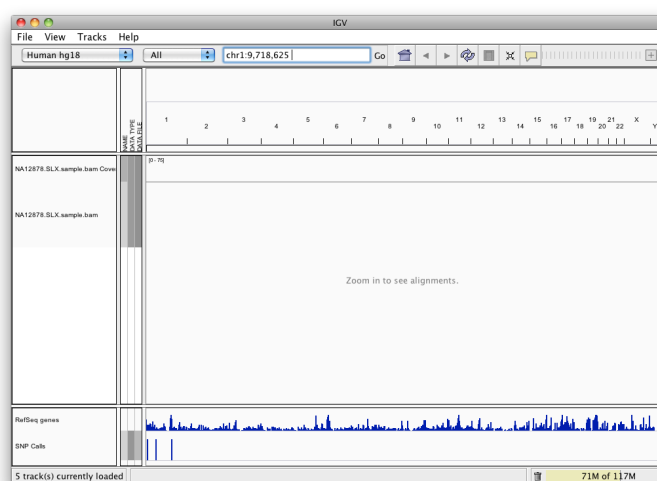 IGV
File View Tracks Help
Human hg18 All chr1:9,718,625 Go
NAME
DATA TYPE
DATA FILE
1 2 3 4 5 6 7 8 9 10 11 12 13 14 15 16 17 18 19 20 21 22 X Y
[0 - 75]
NA12878.SLX.sample.bam Cove
NA12878.SLX.sample.bam
Zoom in to see alignments.
RefSeq genes
SNP Calls
5 track(s) currently loaded 71M of 117M